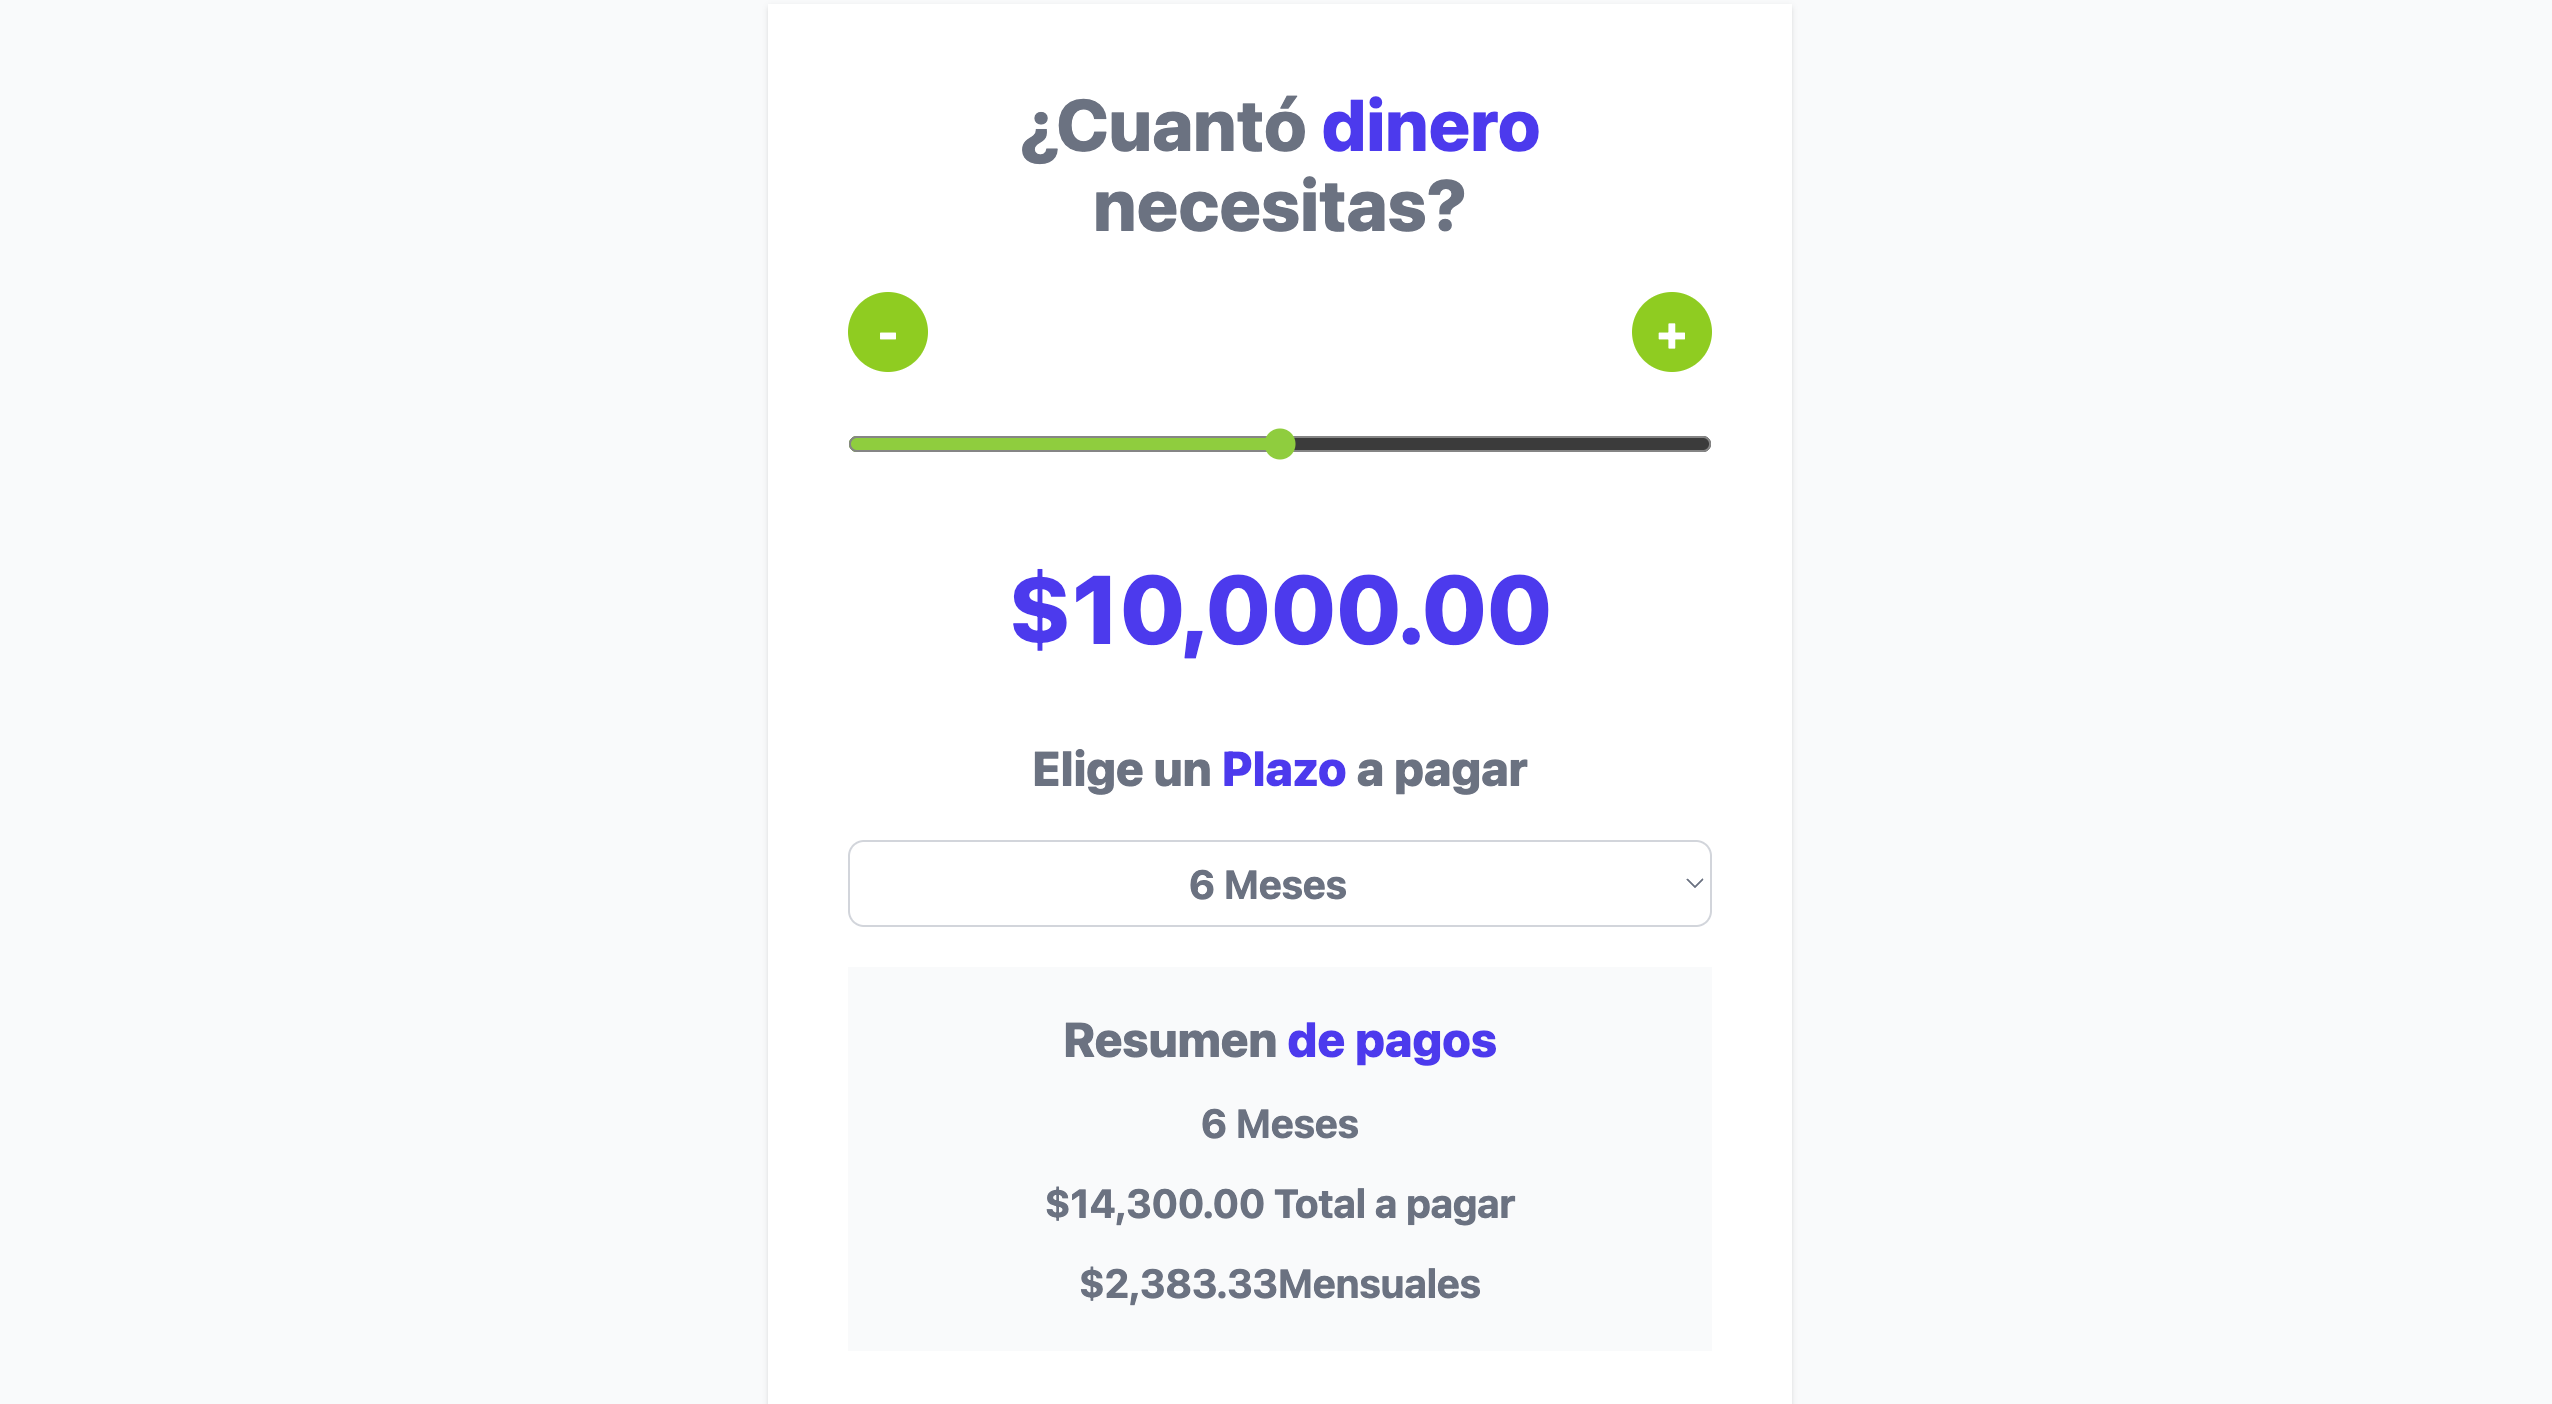 ¿Cuantó dinero
necesitas?
-
+
$10,000.00
Elige un Plazo a pagar
6 Meses
Resumen de pagos
6 Meses
$14,300.00 Total a pagar
$2,383.33Mensuales